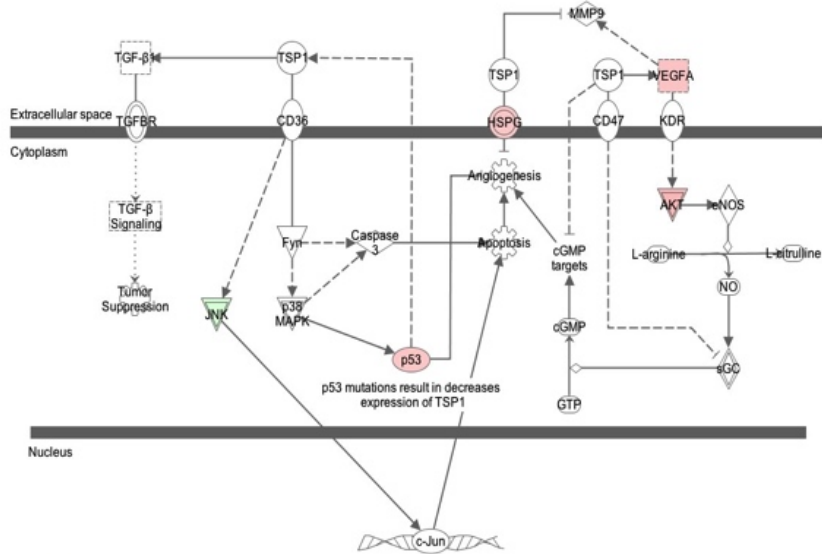 MMP9
TGF-β1
TSP1
TSP1
TSP1
VEGFA
Extracellular space
TGFBR
CD36
HSPG
CD47
KDR
Cytoplasm
Angiogenesis
AKT
eNOS
TGF-β
Signaling
Fyn
Caspase
3
Apoptosis
cGMP
targets
L-arginine
L-citrulline
NO
Tumor
Suppression
JNK
p38
MAPK
cGMP
p53
sGC
p53 mutations result in decreases
expression of TSP1
GTP
Nucleus
c-Jun